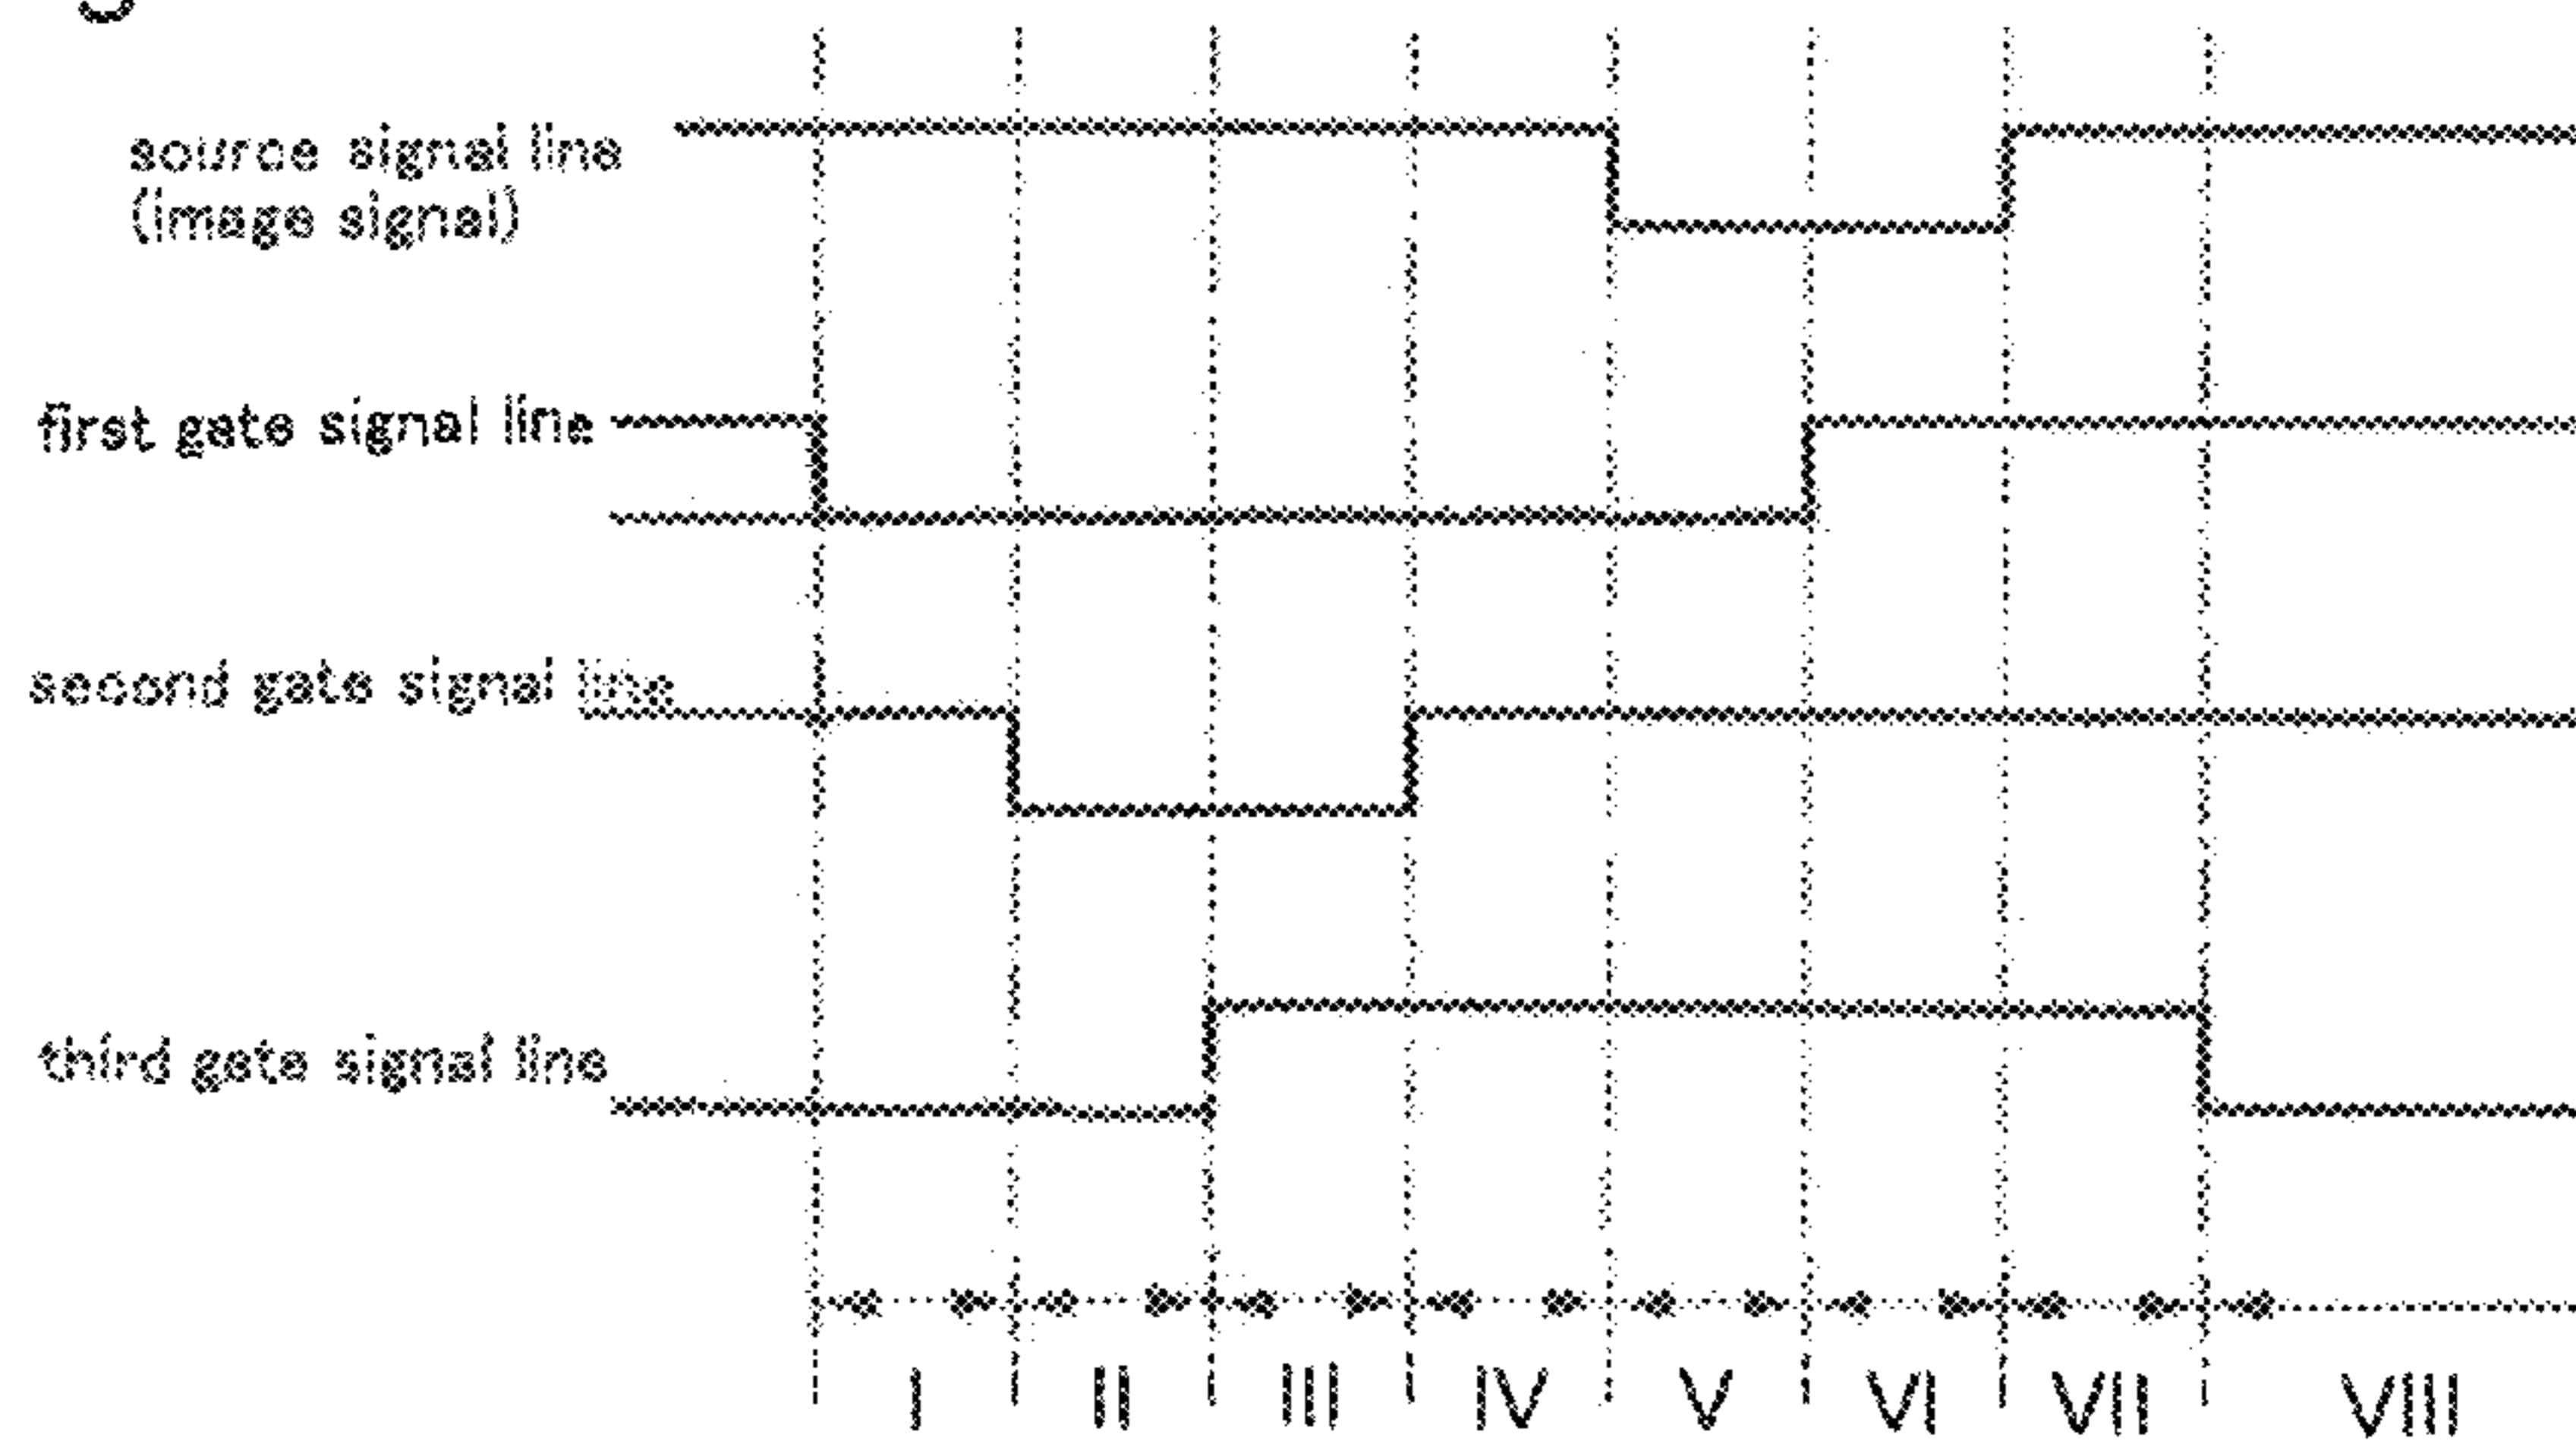 source signal line
(image signal)
first gate signal line
second gate signal line
third gate signal line
I II III IV V VI VII VIII